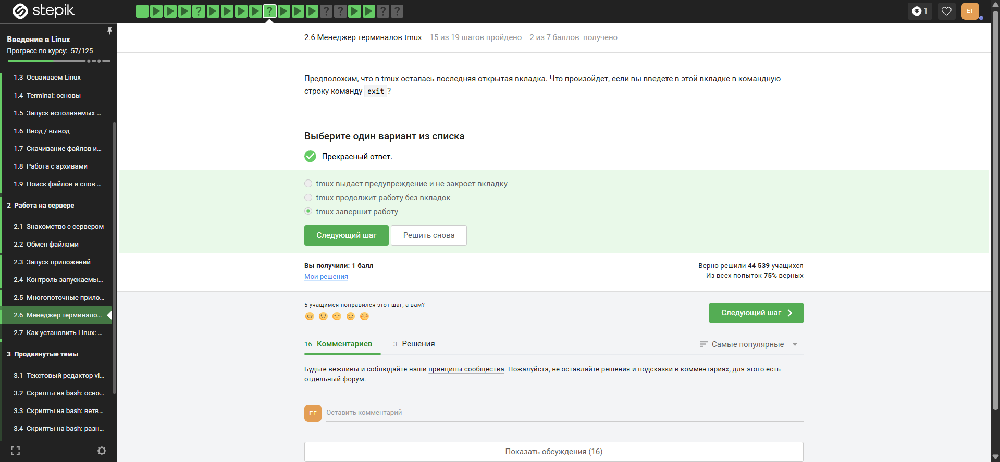 stepik
? ? ? ? ? ?
1
ЕГ
Введение в Linux
Прогресс по курсу: 57/125
1.3 Осваиваем Linux
1.4 Terminal: основы
1.5 Запуск исполняемых ...
1.6 Ввод / вывод
1.7 Скачивание файлов и...
1.8 Работа с архивами
1.9 Поиск файлов и слов ...
2 Работа на сервере
2.1 Знакомство с сервером
2.2 Обмен файлами
2.3 Запуск приложений
2.4 Контроль запускаемы...
2.5 Многопоточные прило...
2.6 Менеджер терминало...
2.7 Как установить Linux: ...
3 Продвинутые темы
3.1 Текстовый редактор vi...
3.2 Скрипты на bash: осно...
3.3 Скрипты на bash: ветв...
3.4 Скрипты на bash: разн...
2.6 Менеджер терминалов tmux 15 из 19 шагов пройдено 2 из 7 баллов получено
Предположим, что в tmux осталась последняя открытая вкладка. Что произойдет, если вы введете в этой вкладке в командную
строку команду exit ?
Выберите один вариант из списка
Прекрасный ответ.
tmux выдаст предупреждение и не закроет вкладку
tmux продолжит работу без вкладок
tmux завершит работу
Следующий шаг Решить снова
Вы получили: 1 балл
Мои решения
Верно решили 44 539 учащихся
Из всех попыток 75% верных
5 учащимся понравился этот шаг, а вам?
Следующий шаг
16 Комментариев 3 Решения Самые популярные
Будьте вежливы и соблюдайте наши принципы сообщества. Пожалуйста, не оставляйте решения и подсказки в комментариях, для этого есть
отдельный форум.
ЕГ Оставить комментарий
Показать обсуждения (16)